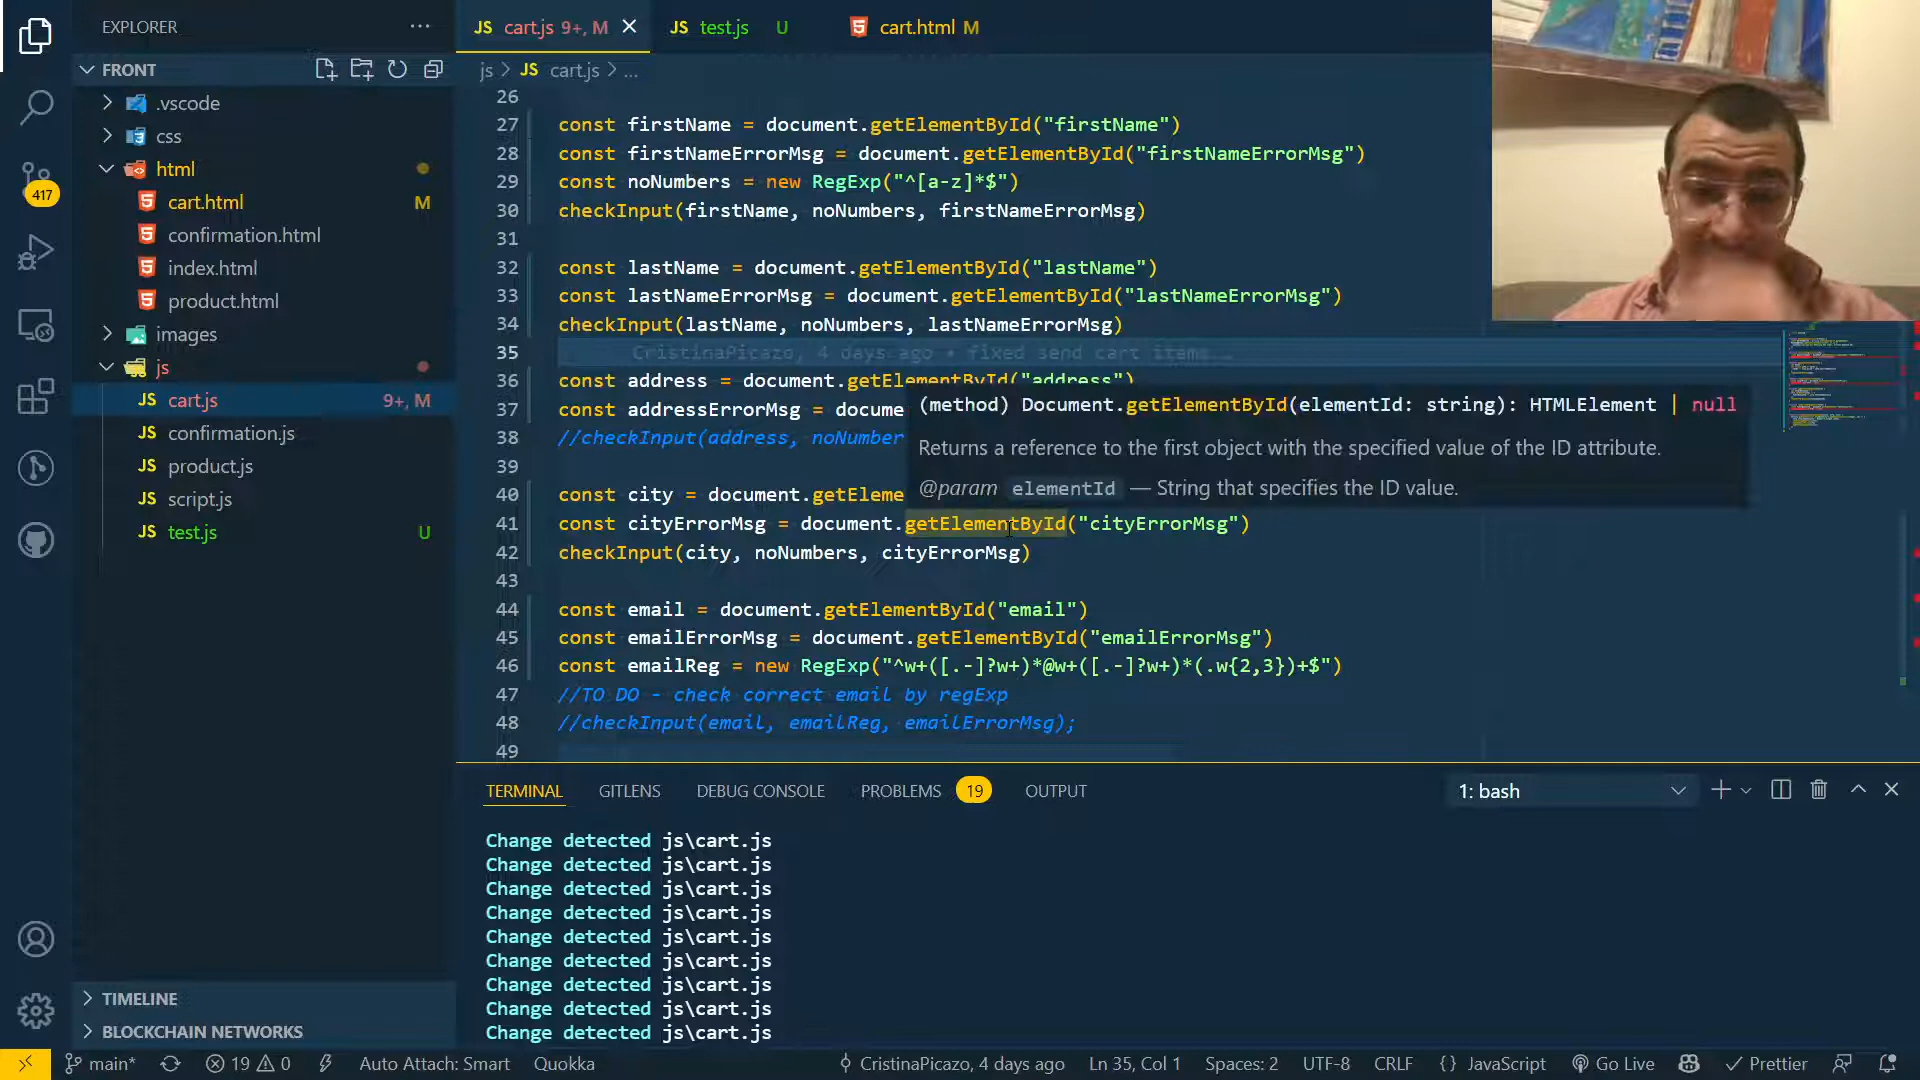 EXPLORER
FRONT
.vscode
css
html
cart.html M
confirmation.html
index.html
product.html
images
js
cart.js 9+, M
confirmation.js
product.js
script.js
test.js U
TIMELINE
BLOCKCHAIN NETWORKS
417
JS cart.js 9+, M
JS test.js U
cart.html M
js > JS cart.js > ...
26
27 const firstName = document.getElementById("firstName")
28 const firstNameErrorMsg = document.getElementById("firstNameErrorMsg")
29 const noNumbers = new RegExp("^[a-z]*$")
30 checkInput(firstName, noNumbers, firstNameErrorMsg)
31
32 const lastName = document.getElementById("lastName")
33 const lastNameErrorMsg = document.getElementById("lastNameErrorMsg")
34 checkInput(lastName, noNumbers, lastNameErrorMsg)
35 CristinaPicazo, 4 days ago • fixed send cart items…
36 const address = document.getElementById("address")
37 const addressErrorMsg = docume
38 //checkInput(address, noNumber
39
40 const city = document.getEleme
41 const cityErrorMsg = document.getElementById("cityErrorMsg")
42 checkInput(city, noNumbers, cityErrorMsg)
43
44 const email = document.getElementById("email")
45 const emailErrorMsg = document.getElementById("emailErrorMsg")
46 const emailReg = new RegExp("^w+([.-]?w+)*@w+([.-]?w+)*(.w{2,3})+$")
47 //TO DO - check correct email by regExp
48 //checkInput(email, emailReg, emailErrorMsg);
49
(method) Document.getElementById(elementId: string): HTMLElement | null
Returns a reference to the first object with the specified value of the ID attribute.
@param elementId — String that specifies the ID value.
TERMINAL GITLENS DEBUG CONSOLE PROBLEMS 19 OUTPUT
1: bash
Change detected js\cart.js
Change detected js\cart.js
Change detected js\cart.js
Change detected js\cart.js
Change detected js\cart.js
Change detected js\cart.js
Change detected js\cart.js
Change detected js\cart.js
Change detected js\cart.js
main* 19 0 Auto Attach: Smart Quokka CristinaPicazo, 4 days ago Ln 35, Col 1 Spaces: 2 UTF-8 CRLF {} JavaScript Go Live Prettier